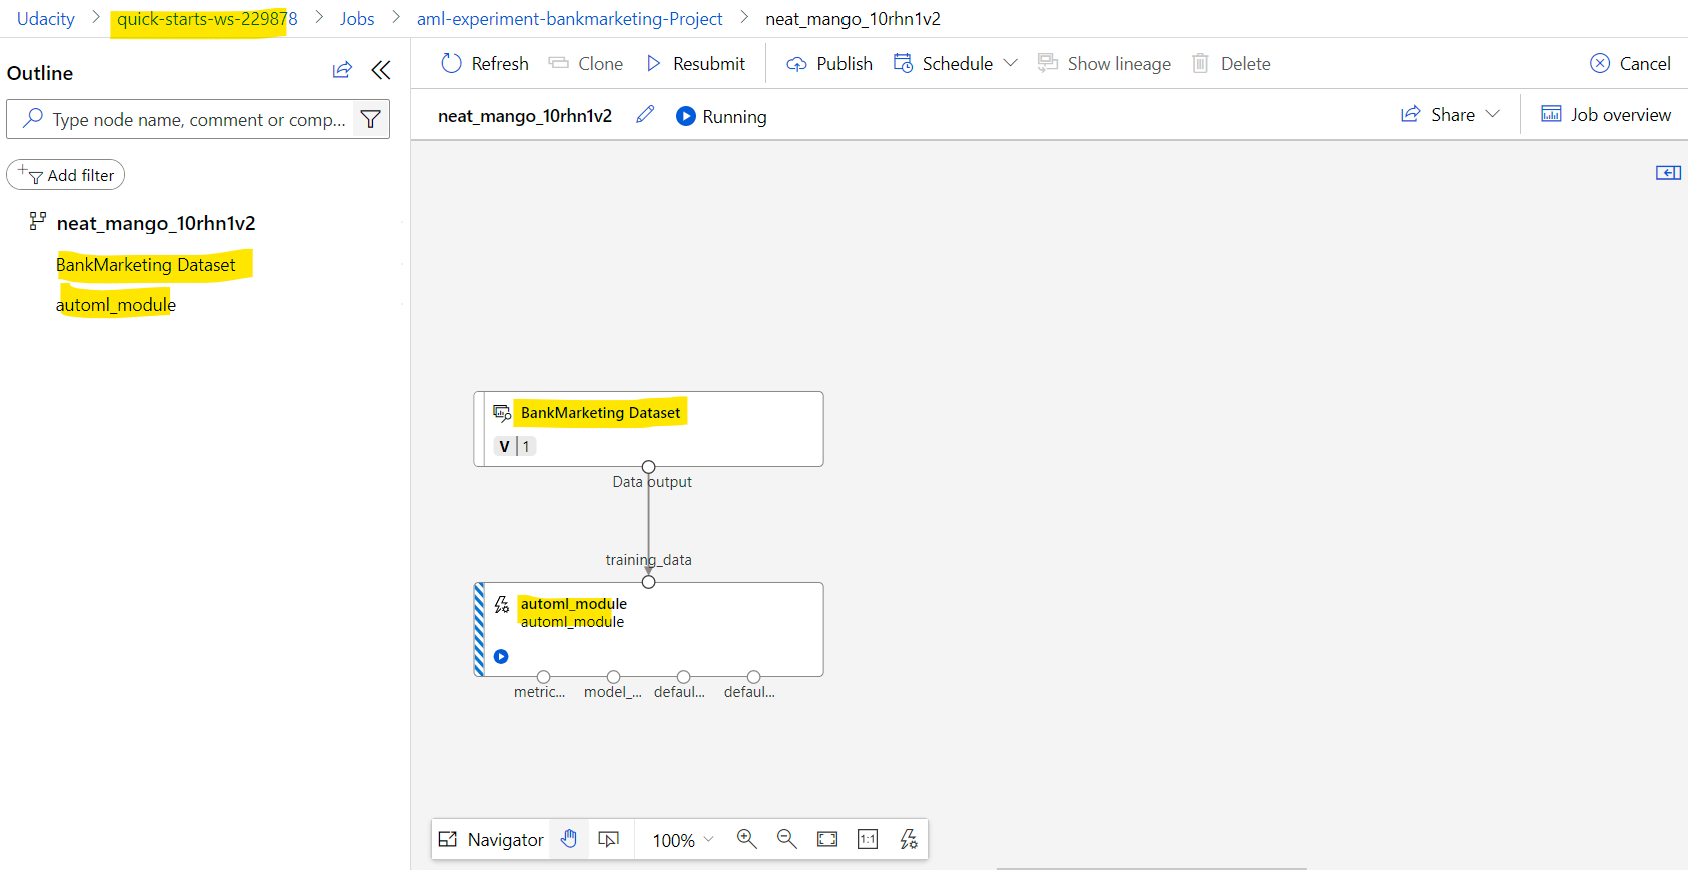 Udacity > quick-starts-ws-229878 > Jobs > aml-experiment-bankmarketing-Project > neat_mango_10rhn1v2
Outline
Type node name, comment or comp...
Add filter
neat_mango_10rhn1v2
BankMarketing Dataset
automl_module
Refresh Clone Resubmit Publish Schedule Show lineage Delete Cancel
neat_mango_10rhn1v2 Running Share Job overview
BankMarketing Dataset
V 1
Data output
training_data
automl_module
automl_module
metric... model_... defaul... defaul...
Navigator 100% 1:1